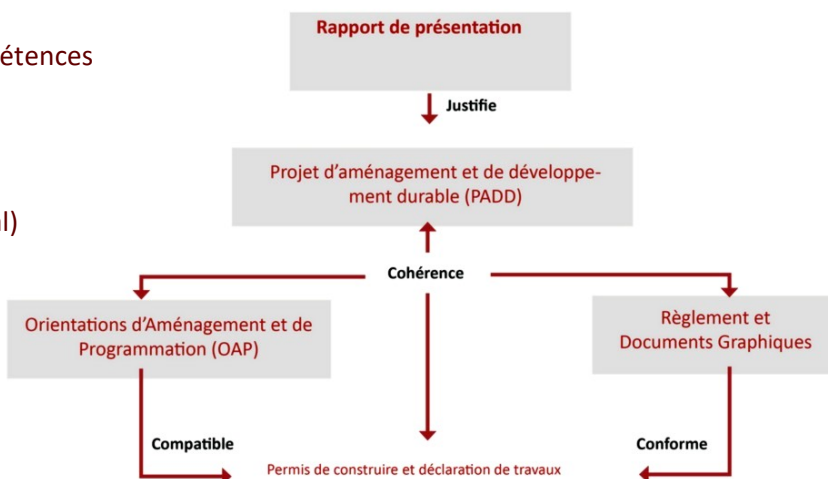 Rapport de présentation
étences
Justifie
Projet d’aménagement et de développe-
ment durable (PADD)
l)
Cohérence
Orientations d’Aménagement et de
Programmation (OAP)
Règlement et
Documents Graphiques
Compatible
Conforme
Permis de construire et déclaration de travaux